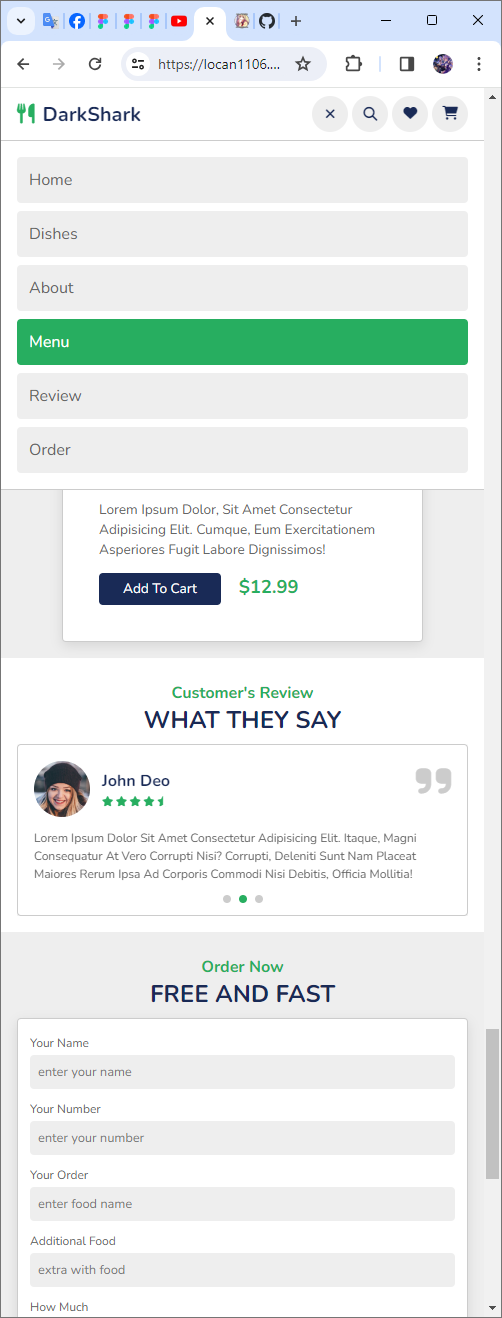 https://locan1106....
DarkShark
Home
Dishes
About
Menu
Review
Order
Lorem Ipsum Dolor, Sit Amet Consectetur
Adipisicing Elit. Cumque, Eum Exercitationem
Asperiores Fugit Labore Dignissimos!
Add To Cart $12.99
Customer's Review
WHAT THEY SAY
John Deo
Lorem Ipsum Dolor Sit Amet Consectetur Adipisicing Elit. Itaque, Magni
Consequatur At Vero Corrupti Nisi? Corrupti, Deleniti Sunt Nam Placeat
Maiores Rerum Ipsa Ad Corporis Commodi Nisi Debitis, Officia Mollitia!
Order Now
FREE AND FAST
Your Name
enter your name
Your Number
enter your number
Your Order
enter food name
Additional Food
extra with food
How Much